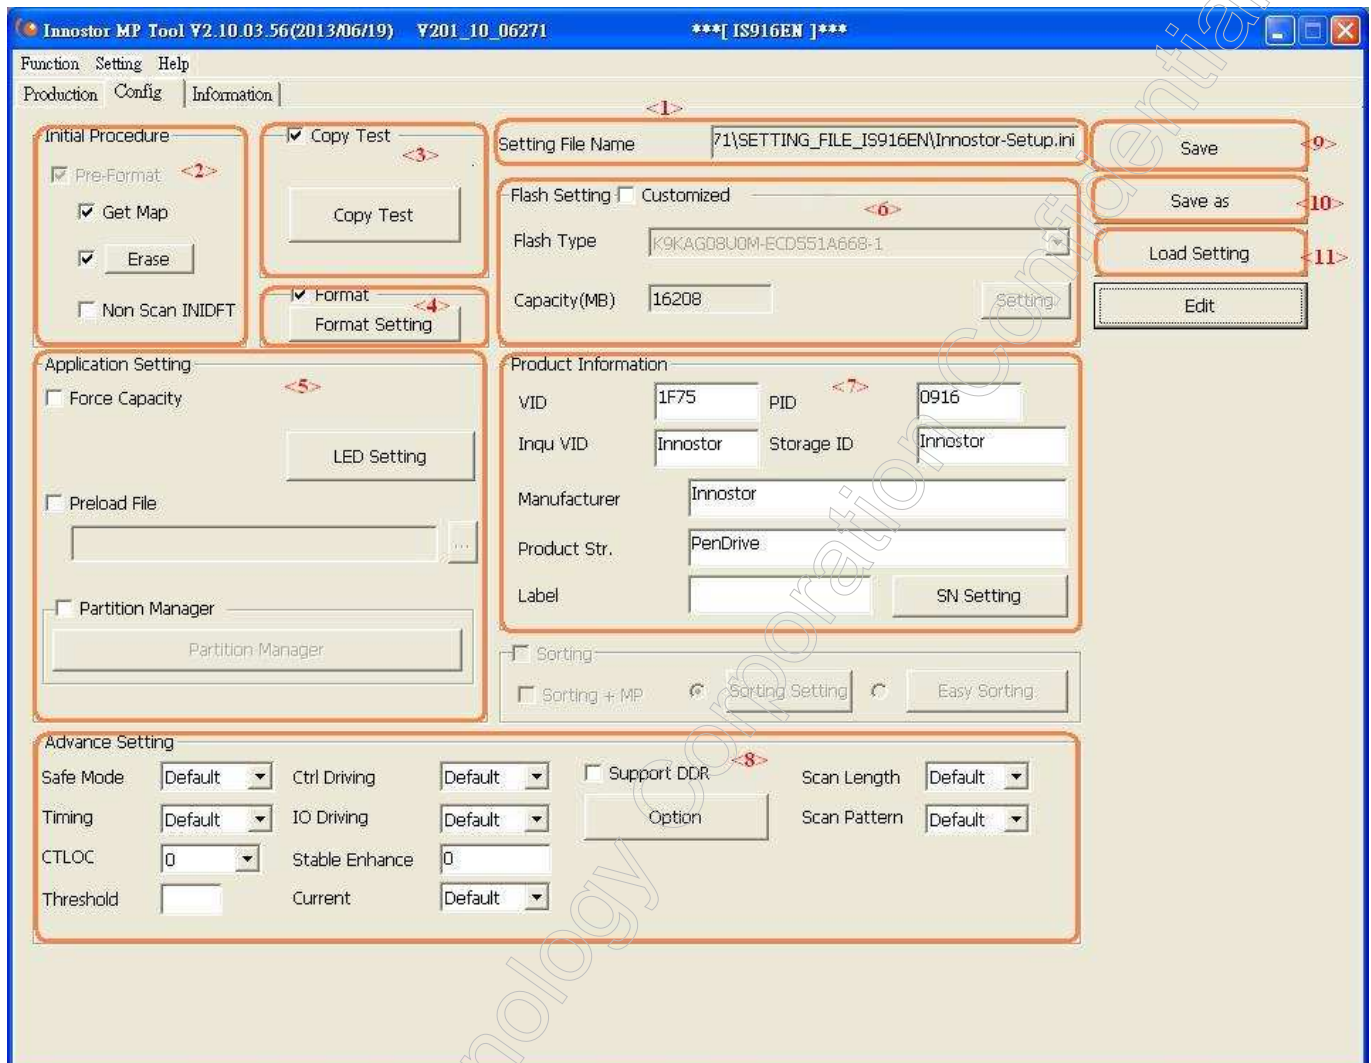 Innostor MP Tool V2.10.03.56(2013/06/19) V201_10_06271 ***[ IS916EN ]***
Function Setting Help
Production Config Information
<1>
Initial Procedure
<2>
Pre-Format
Get Map
Erase
Non Scan INIDFT
Copy Test
<3>
Copy Test
Format
<4>
Format Setting
Setting File Name 71\SETTING_FILE_IS916EN\Innostor-Setup.ini
Flash Setting Customized
<6>
Flash Type K9KAG08U0M-ECD551A668-1
Capacity(MB) 16208 Setting
Save <9>
Save as <10>
Load Setting <11>
Edit
Application Setting
<5>
Force Capacity
LED Setting
Preload File
...
Partition Manager
Partition Manager
Product Information
<7>
VID 1F75 PID 0916
Inqu VID Innostor Storage ID Innostor
Manufacturer Innostor
Product Str. PenDrive
Label SN Setting
Sorting
Sorting + MP Sorting Setting Easy Sorting
Advance Setting
<8>
Safe Mode Default Ctrl Driving Default Support DDR Scan Length Default
Timing Default IO Driving Default Option Scan Pattern Default
CTLOC 0 Stable Enhance 0
Threshold Current Default
nology Corporation Confidential